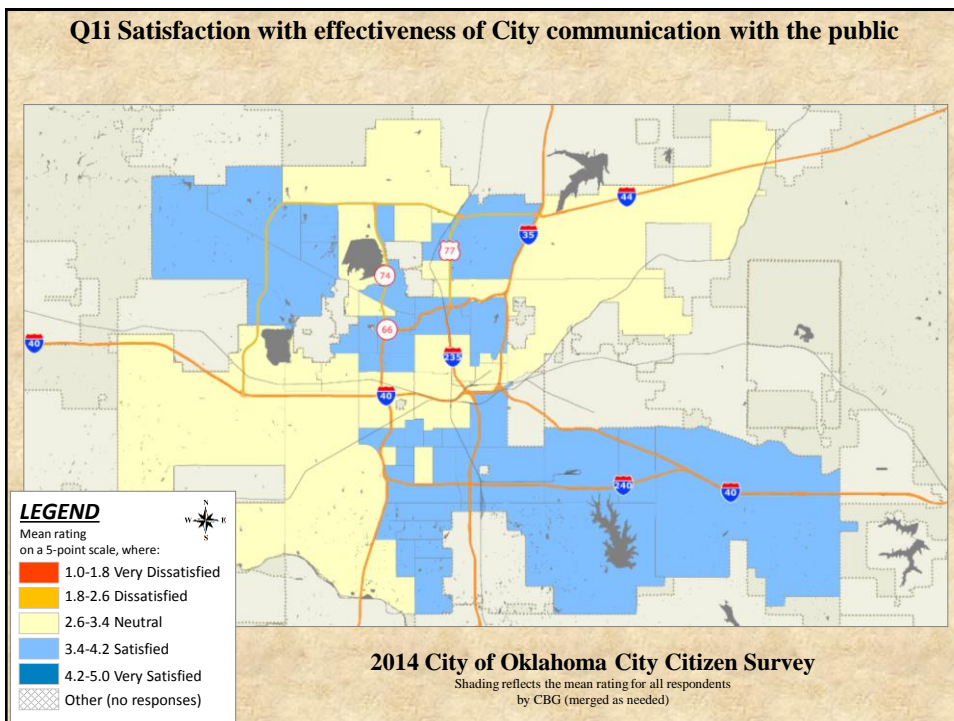 Q1i Satisfaction with effectiveness of City communication with the public
44
35
77
74
66
40
235
40
240
40
LEGEND
N
W E
S
Mean rating
on a 5-point scale, where:
1.0-1.8 Very Dissatisfied
1.8-2.6 Dissatisfied
2.6-3.4 Neutral
3.4-4.2 Satisfied
4.2-5.0 Very Satisfied
Other (no responses)
2014 City of Oklahoma City Citizen Survey
Shading reflects the mean rating for all respondents
by CBG (merged as needed)